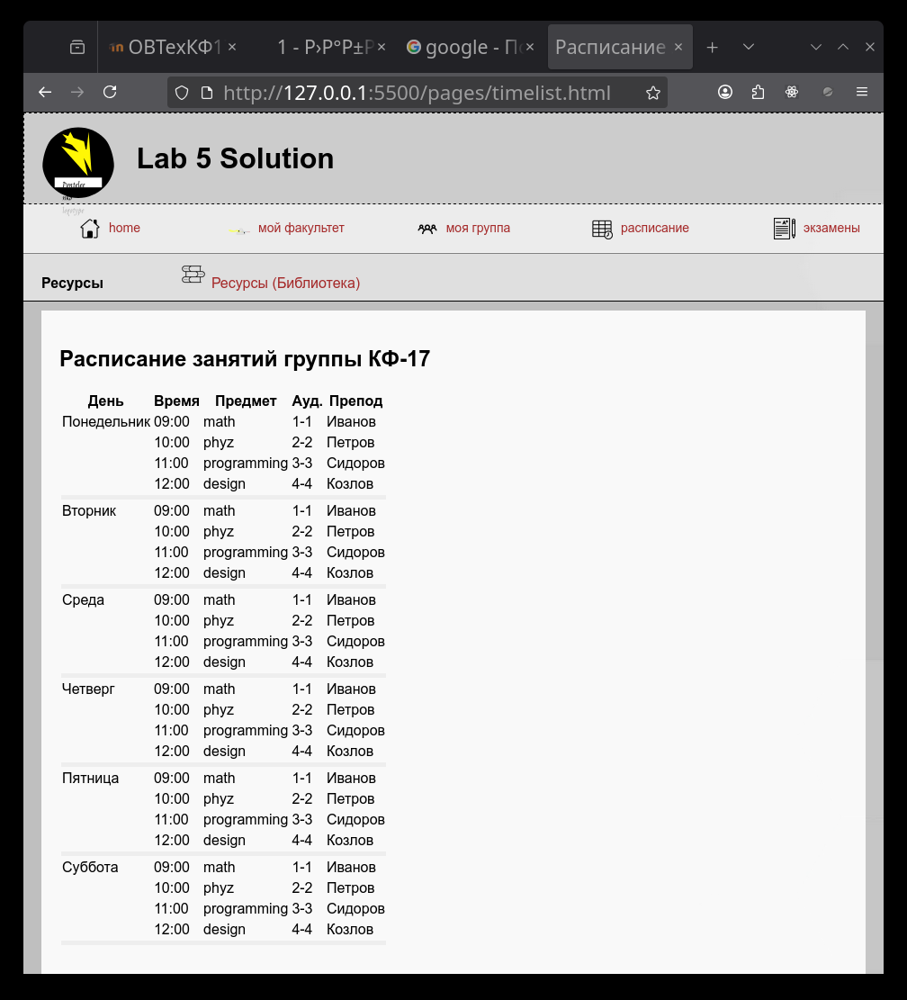 ОВТехКФ1
1 - Р›Р°Р±Р
google - По
Расписание
http://127.0.0.1:5500/pages/timelist.html
Lab 5 Solution
home
мой факультет
моя группа
расписание
экзамены
Ресурсы
Ресурсы (Библиотека)
Расписание занятий группы КФ-17
День Время Предмет Ауд. Препод
Понедельник 09:00 math 1-1 Иванов
10:00 phyz 2-2 Петров
11:00 programming 3-3 Сидоров
12:00 design 4-4 Козлов
Вторник 09:00 math 1-1 Иванов
10:00 phyz 2-2 Петров
11:00 programming 3-3 Сидоров
12:00 design 4-4 Козлов
Среда 09:00 math 1-1 Иванов
10:00 phyz 2-2 Петров
11:00 programming 3-3 Сидоров
12:00 design 4-4 Козлов
Четверг 09:00 math 1-1 Иванов
10:00 phyz 2-2 Петров
11:00 programming 3-3 Сидоров
12:00 design 4-4 Козлов
Пятница 09:00 math 1-1 Иванов
10:00 phyz 2-2 Петров
11:00 programming 3-3 Сидоров
12:00 design 4-4 Козлов
Суббота 09:00 math 1-1 Иванов
10:00 phyz 2-2 Петров
11:00 programming 3-3 Сидоров
12:00 design 4-4 Козлов